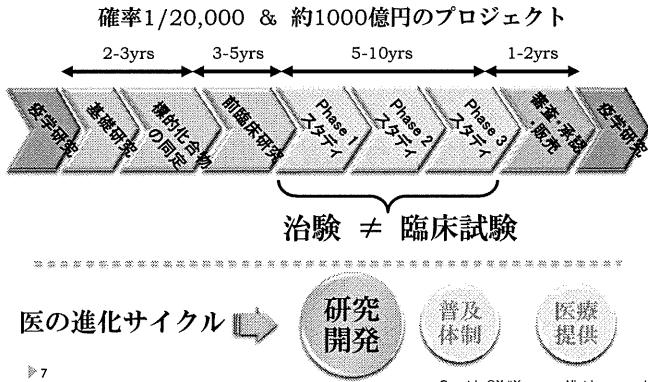 確率1/20,000 & 約1000億円のプロジェクト
2-3yrs 3-5yrs 5-10yrs 1-2yrs
疫学研究
基礎研究
標的化合物
の同定
前臨床研究
Phase 1
スタディ
Phase 2
スタディ
Phase 3
スタディ
審査・承認
・販売
疫学研究
治験 ≠ 臨床試験
医の進化サイクル
研究
開発
普及
体制
医療
提供
7